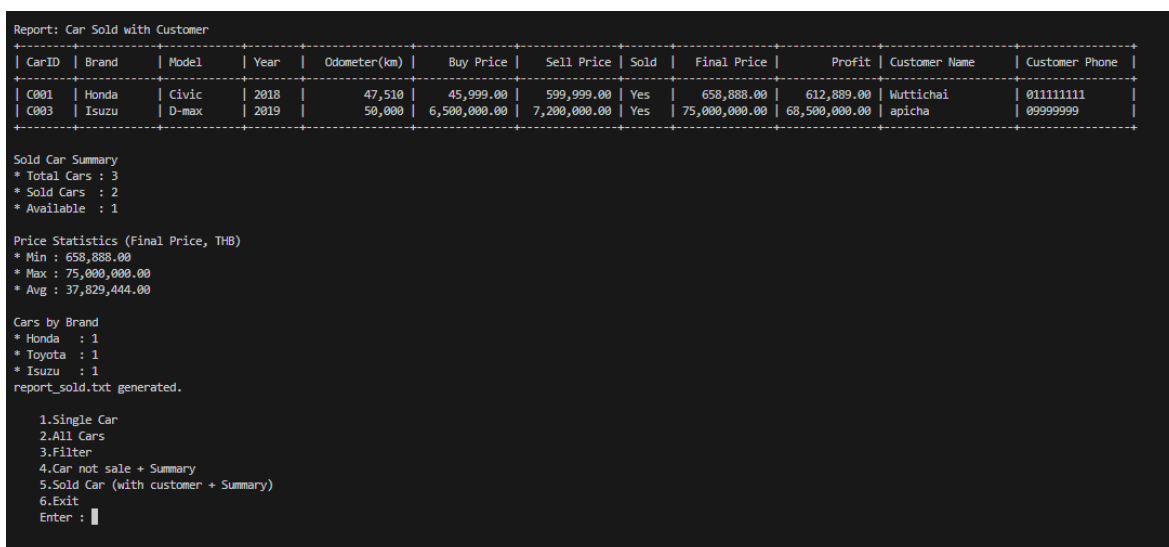 Report: Car Sold with Customer
+--------+-----------+-----------+--------+---------------+--------------+--------------+-------+--------------+---------------+------------------+----------------+
| CarID | Brand | Model | Year | Odometer(km) | Buy Price | Sell Price | Sold | Final Price | Profit | Customer Name | Customer Phone |
+--------+-----------+-----------+--------+---------------+--------------+--------------+-------+--------------+---------------+------------------+----------------+
| C001 | Honda | Civic | 2018 | 47,510 | 45,999.00 | 599,999.00 | Yes | 658,888.00 | 612,889.00 | Wuttichai | 011111111 |
| C003 | Isuzu | D-max | 2019 | 50,000 | 6,500,000.00 | 7,200,000.00 | Yes | 75,000,000.00 | 68,500,000.00 | apicha | 09999999 |
+--------+-----------+-----------+--------+---------------+--------------+--------------+-------+--------------+---------------+------------------+----------------+
Sold Car Summary
* Total Cars : 3
* Sold Cars : 2
* Available : 1
Price Statistics (Final Price, THB)
* Min : 658,888.00
* Max : 75,000,000.00
* Avg : 37,829,444.00
Cars by Brand
* Honda : 1
* Toyota : 1
* Isuzu : 1
report_sold.txt generated.
1.Single Car
2.All Cars
3.Filter
4.Car not sale + Summary
5.Sold Car (with customer + Summary)
6.Exit
Enter :